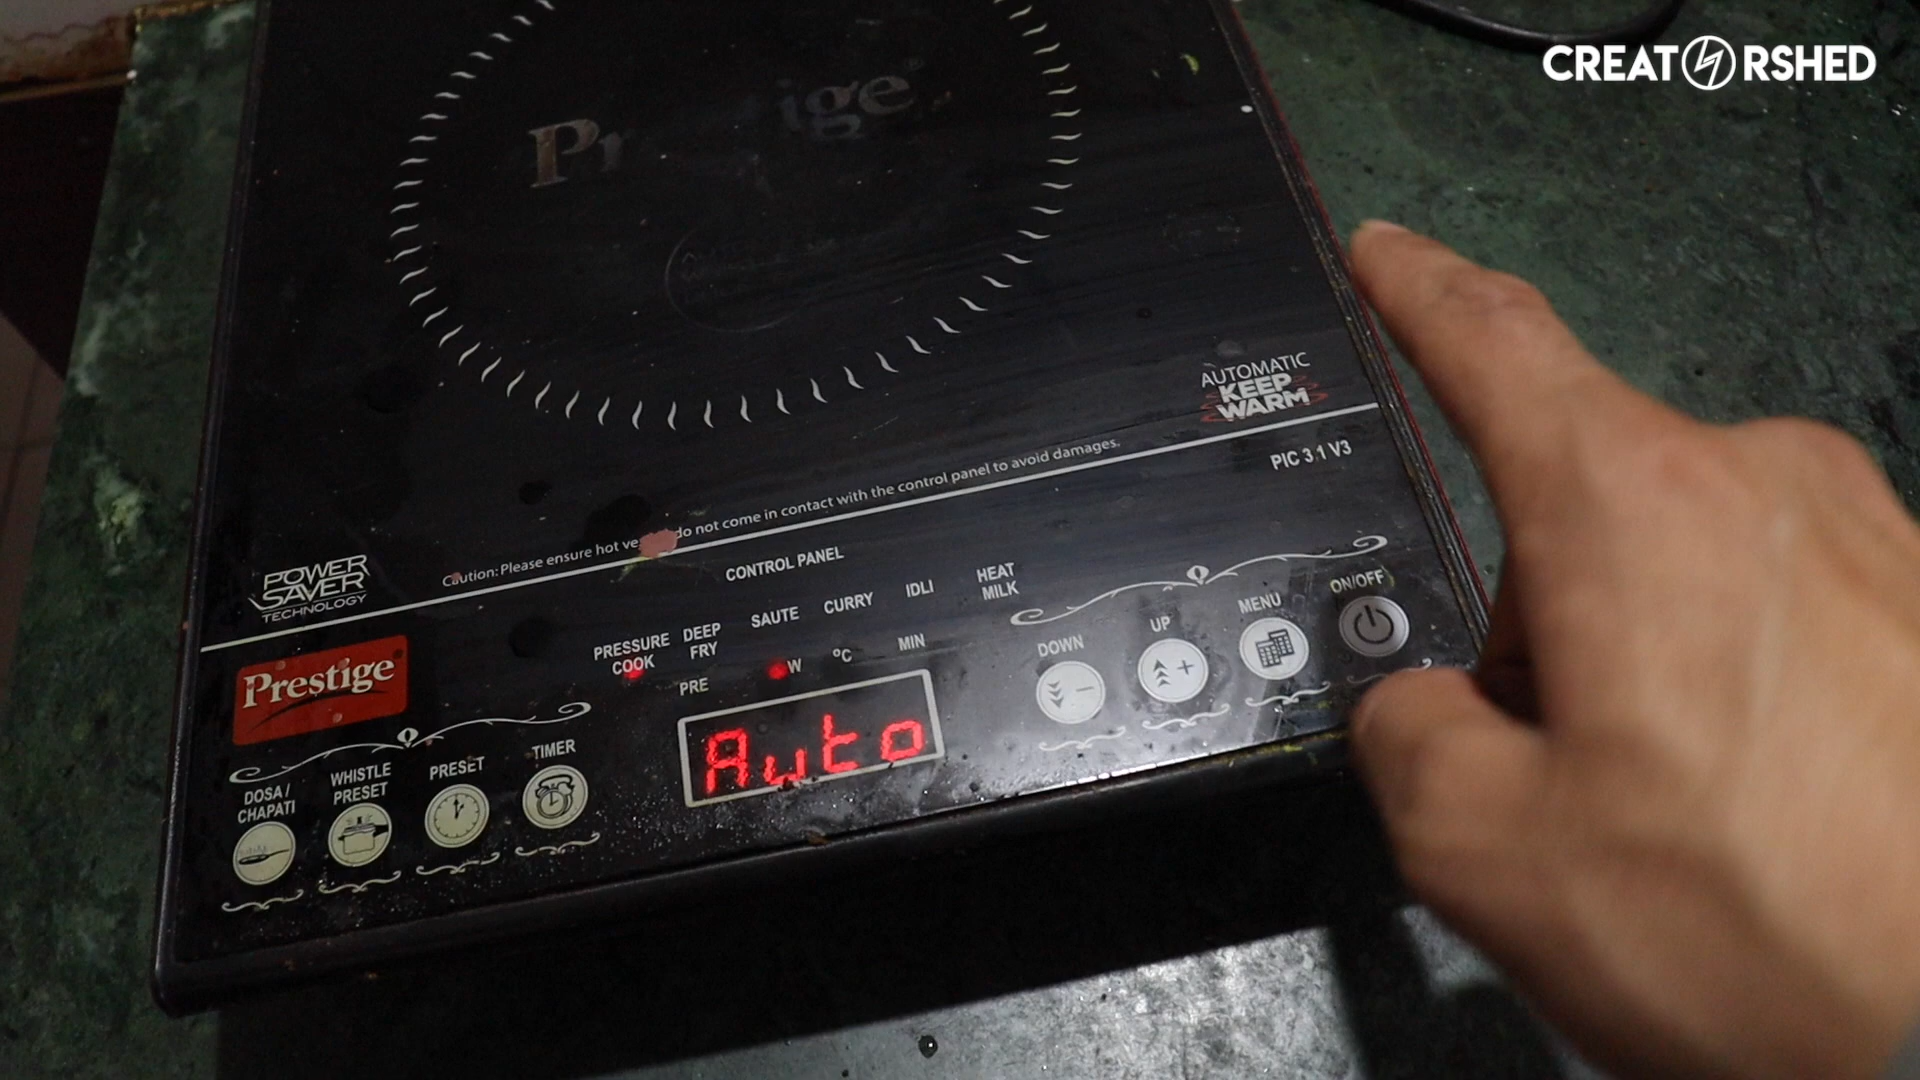 CREATORSHED
Prestige
AUTOMATIC
KEEP
WARM
PIC 3.1 V3
Caution: Please ensure hot do not come in contact with the control panel to avoid damages.
POWER
SAVER
TECHNOLOGY
CONTROL PANEL
PRESSURE
COOK
DEEP
FRY
SAUTE
CURRY
IDLI
HEAT
MILK
PRE
W
°C
MIN
Auto
Prestige
DOSA /
CHAPATI
WHISTLE
PRESET
PRESET
TIMER
DOWN
UP
MENU
ON/OFF